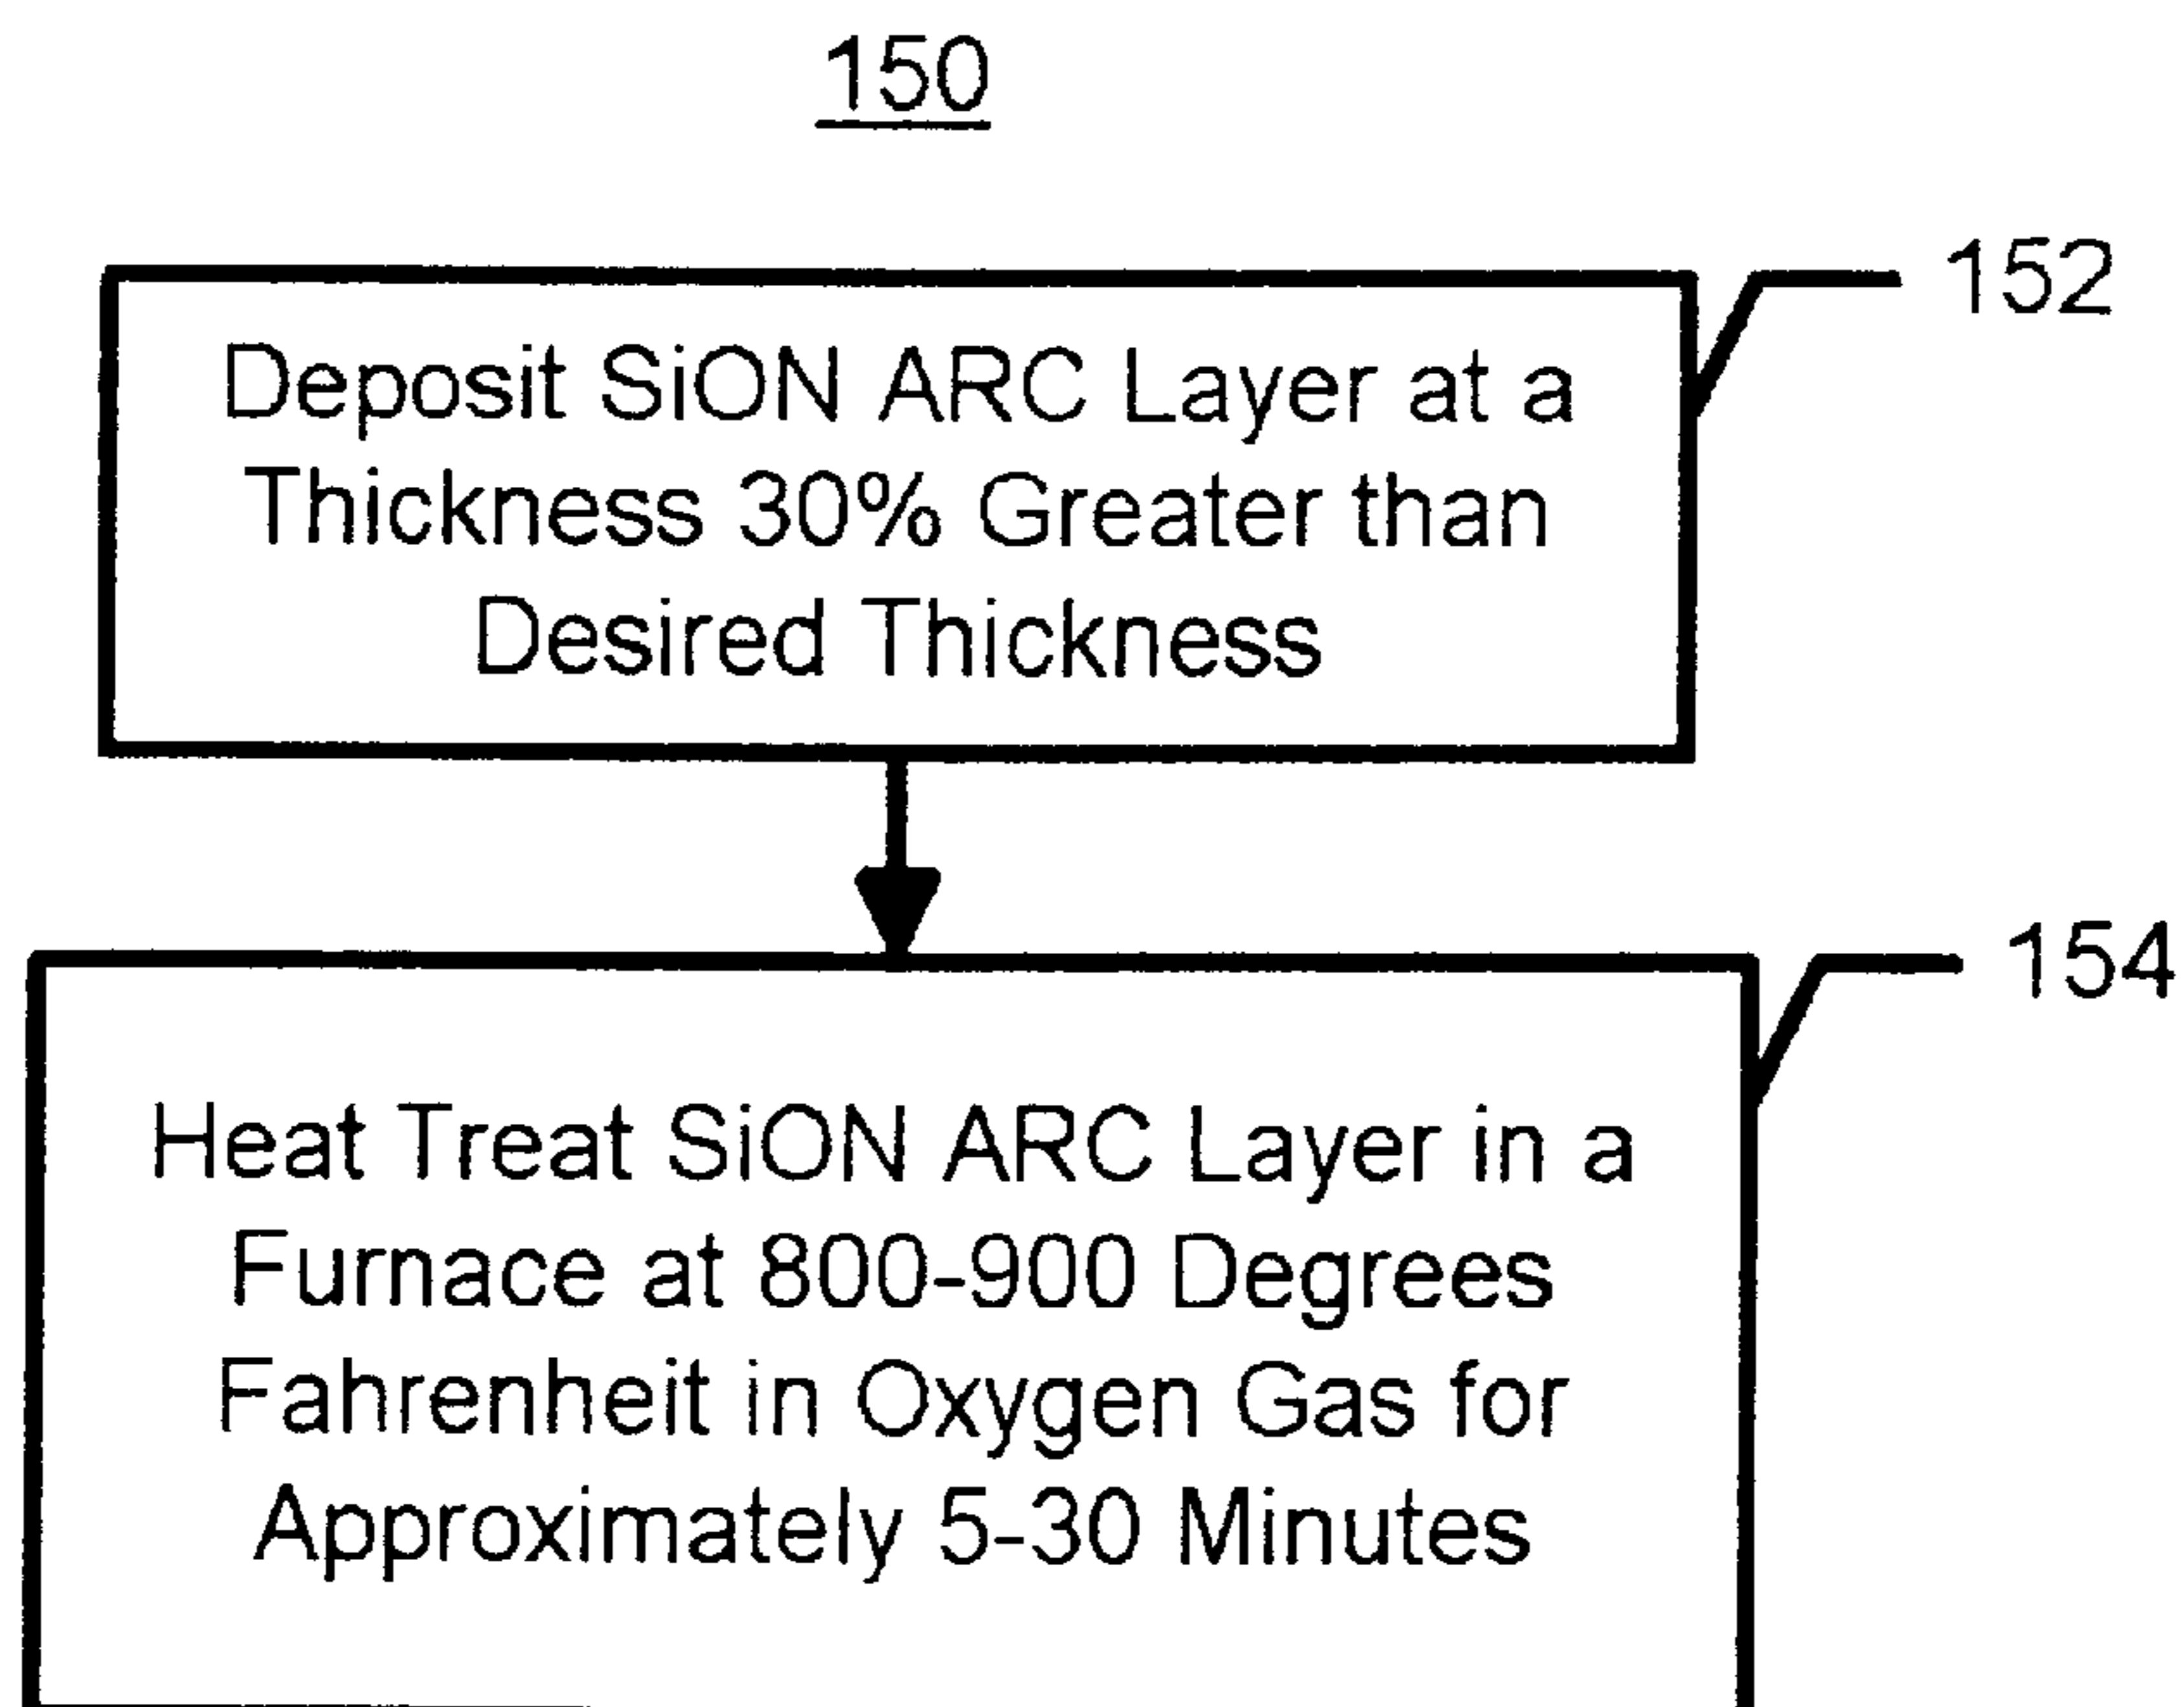 150
152
Deposit SiON ARC Layer at a
Thickness 30% Greater than
Desired Thickness
154
Heat Treat SiON ARC Layer in a
Furnace at 800-900 Degrees
Fahrenheit in Oxygen Gas for
Approximately 5-30 Minutes